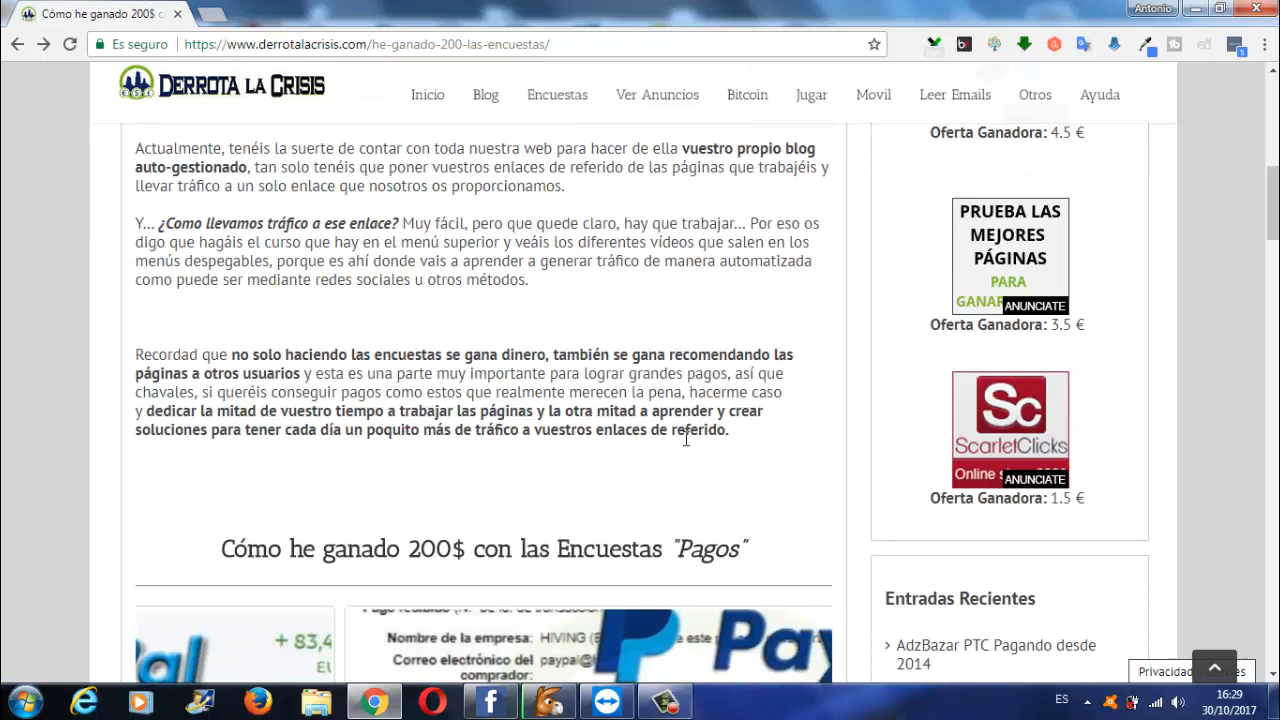 Cómo he ganado 200$ c
Antonio
Es seguro
https://www.derrotalacrisis.com/he-ganado-200-las-encuestas/
DERROTA LA CRISIS
Inicio
Blog
Encuestas
Ver Anuncios
Bitcoin
Jugar
Movil
Leer Emails
Otros
Ayuda
Actualmente, tenéis la suerte de contar con toda nuestra web para hacer de ella vuestro propio blog
auto-gestionado, tan solo tenéis que poner vuestros enlaces de referido de las páginas que trabajéis y
llevar tráfico a un solo enlace que nosotros os proporcionamos.
Y... ¿Como llevamos tráfico a ese enlace? Muy fácil, pero que quede claro, hay que trabajar... Por eso os
digo que hagáis el curso que hay en el menú superior y veáis los diferentes vídeos que salen en los
menús despegables, porque es ahí donde vais a aprender a generar tráfico de manera automatizada
como puede ser mediante redes sociales u otros métodos.
Recordad que no solo haciendo las encuestas se gana dinero, también se gana recomendando las
páginas a otros usuarios y esta es una parte muy importante para lograr grandes pagos, así que
chavales, si queréis conseguir pagos como estos que realmente merecen la pena, hacerme caso
y dedicar la mitad de vuestro tiempo a trabajar las páginas y la otra mitad a aprender y crear
soluciones para tener cada día un poquito más de tráfico a vuestros enlaces de referido.
Cómo he ganado 200$ con las Encuestas "Pagos"
+ 83,4
Nombre de la empresa: HIVING
Correo electrónico del
comprador:
Oferta Ganadora: 4.5 €
PRUEBA LAS
MEJORES
PÁGINAS
PARA
ANUNCIATE
Oferta Ganadora: 3.5 €
Sc
ScarletClicks
Online
ANUNCIATE
Oferta Ganadora: 1.5 €
Entradas Recientes
AdzBazar PTC Pagando desde
2014
ES
16:29
30/10/2017